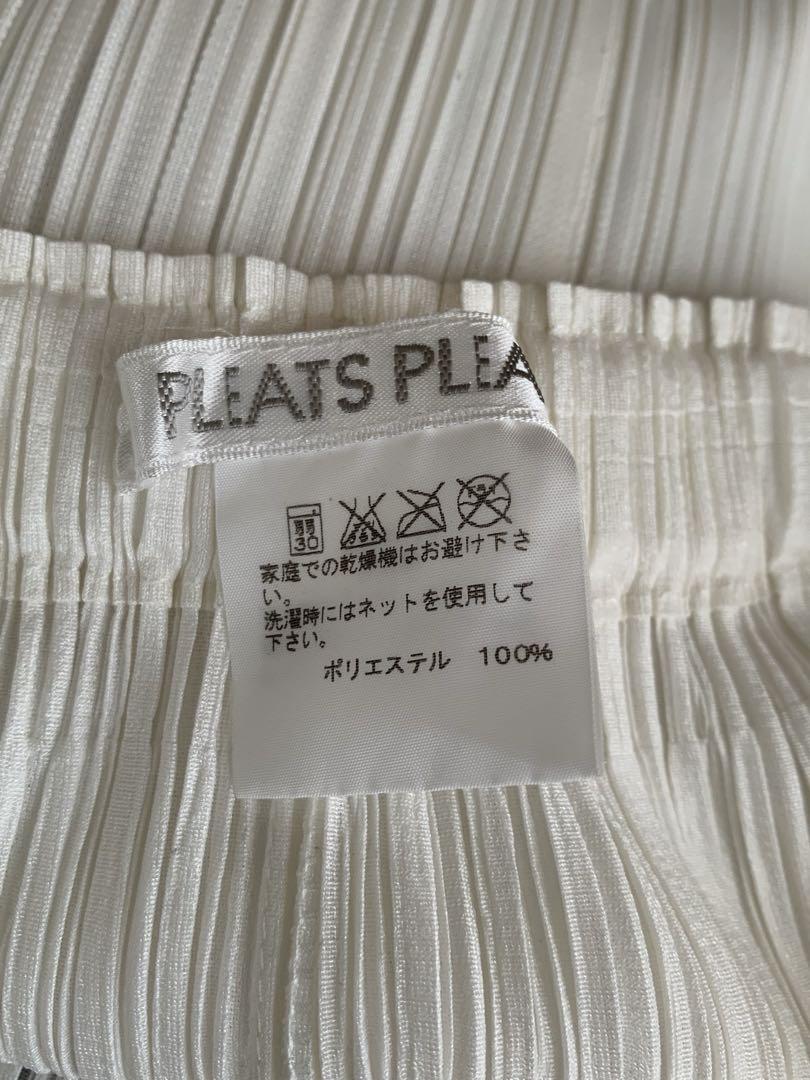 PLEATS PLEA
弱
30
家庭での乾燥機はお避け下さ
い。
洗濯時にはネットを使用して
下さい。
ポリエステル 100%